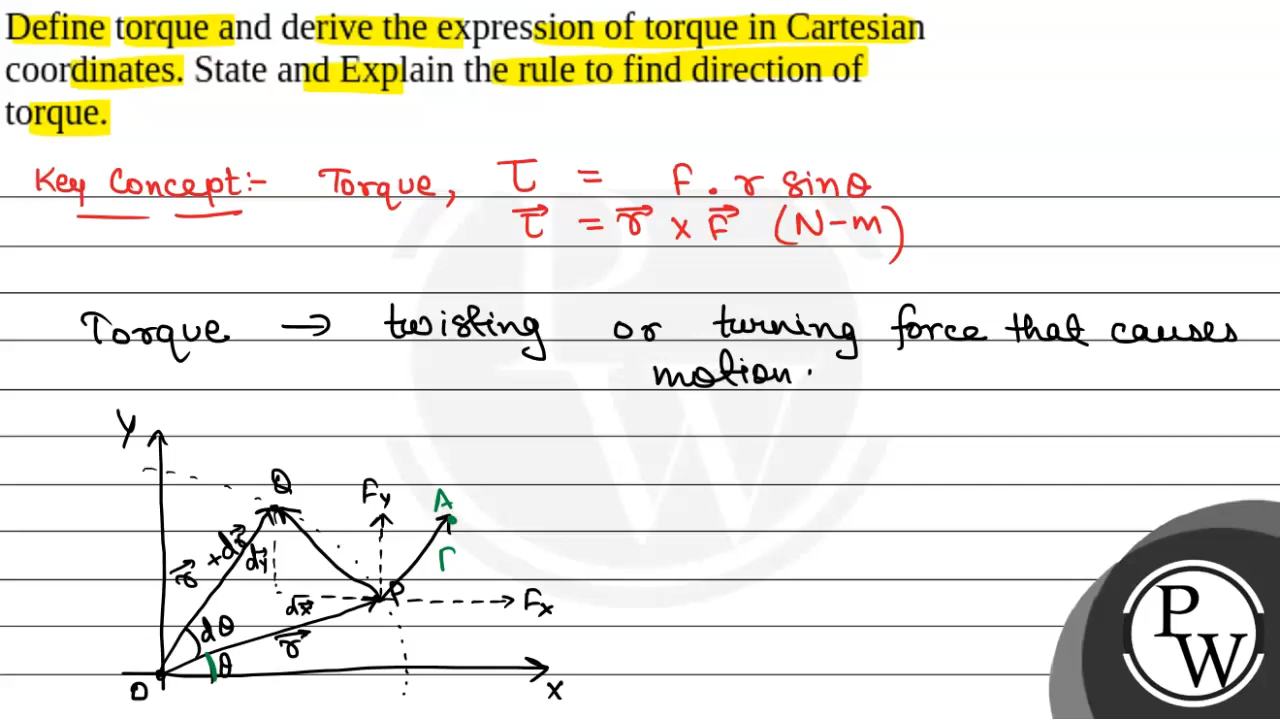 Define torque and derive the expression of torque in Cartesian
coordinates. State and Explain the rule to find direction of
torque.
Key Concept:- Torque, τ = F . r sinθ
τ⃗ = r⃗ × F⃗ (N-m)
Torque → twisting or turning force that causes
motion.
Y
Q
Fy
A
r⃗ + dr⃗
dy⃗
F
P
dx⃗
Fx
dθ
r⃗
θ
O
X
P
W